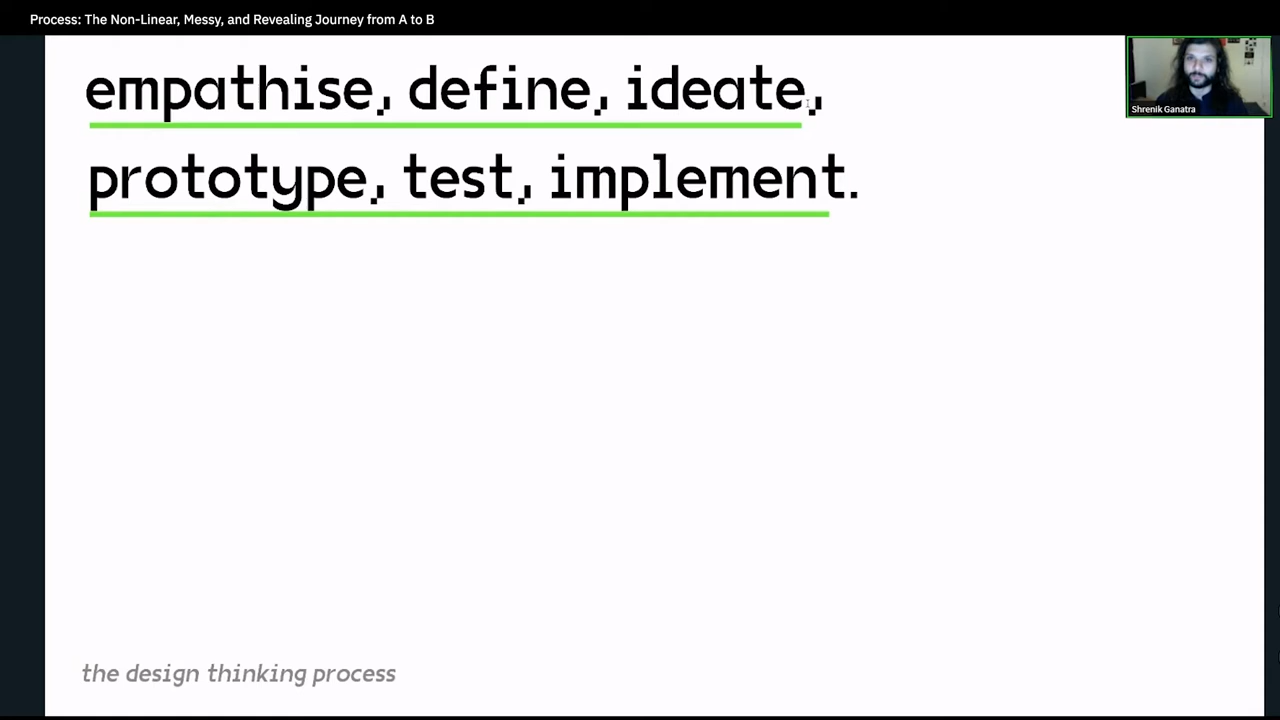 Process: The Non-Linear, Messy, and Revealing Journey from A to B
empathise, define, ideate,
prototype, test, implement.
Shrenik Ganatra
the design thinking process